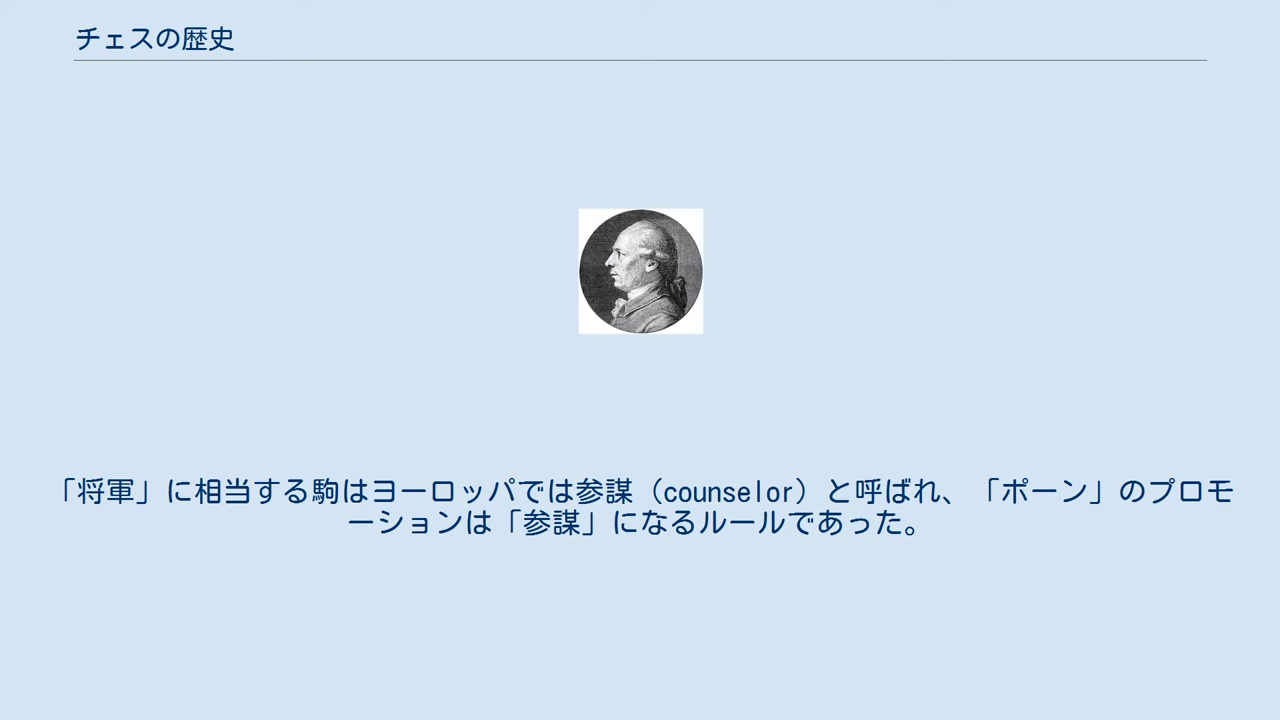 チェスの歴史
「将軍」に相当する駒はヨーロッパでは参謀（counselor）と呼ばれ、「ポーン」のプロモ
ーションは「参謀」になるルールであった。